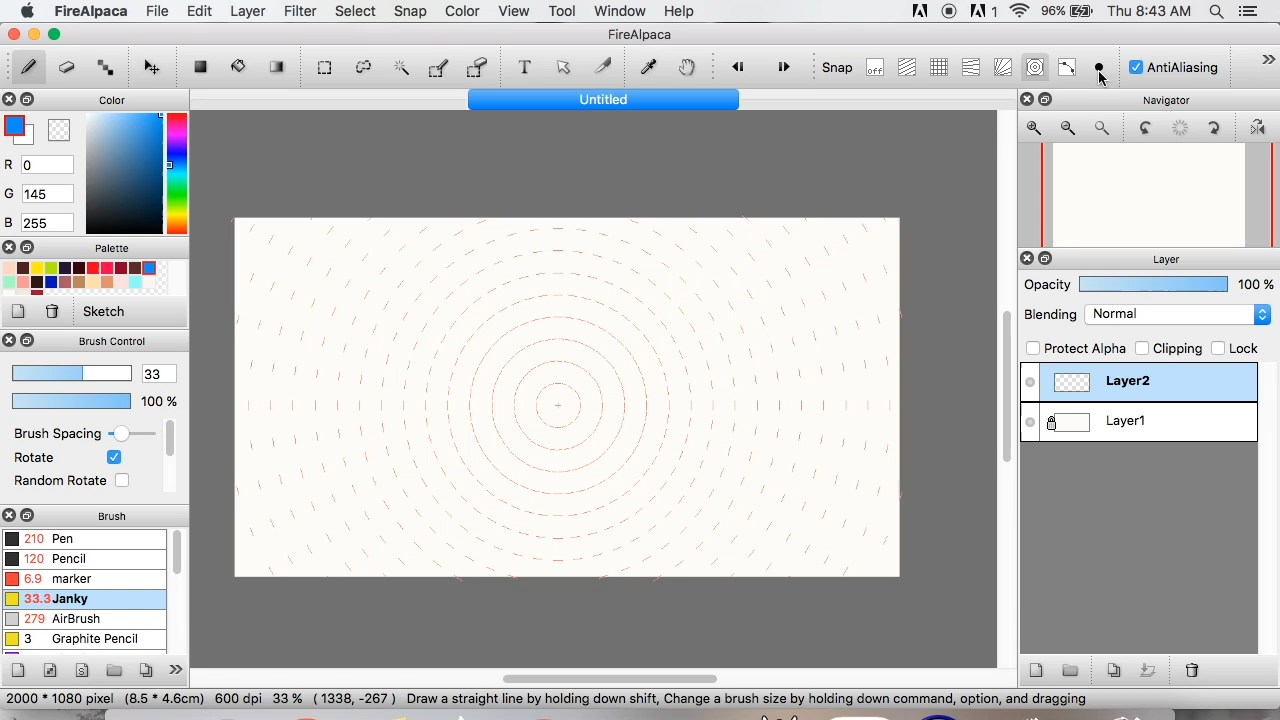 FireAlpaca File Edit Layer Filter Select Snap Color View Tool Window Help 1 96% Thu 8:43 AM
FireAlpaca
T Snap off AntiAliasing
Color Untitled Navigator
R 0
G 145
B 255
Palette
Layer
Opacity 100 %
Sketch
Blending Normal
Brush Control
Protect Alpha Clipping Lock
33
Layer2
100 %
Layer1
Brush Spacing
Rotate
Random Rotate
Brush
210 Pen
120 Pencil
6.9 marker
33.3 Janky
279 AirBrush
3 Graphite Pencil
2000 * 1080 pixel (8.5 * 4.6cm) 600 dpi 33 % ( 1338, -267 ) Draw a straight line by holding down shift, Change a brush size by holding down command, option, and dragging